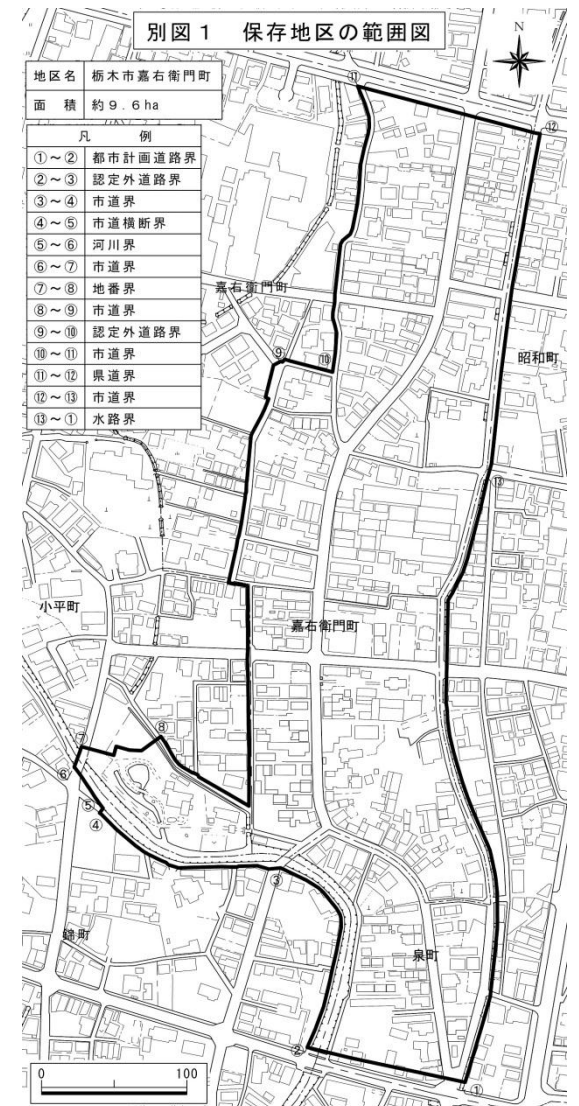 別図1 保存地区の範囲図
N
地区名 栃木市嘉右衛門町
面積 約9.6ha
凡例
①～② 都市計画道路界
②～③ 認定外道路界
③～④ 市道界
④～⑤ 市道横断界
⑤～⑥ 河川界
⑥～⑦ 市道界
⑦～⑧ 地番界
⑧～⑨ 市道界
⑨～⑩ 認定外道路界
⑩～⑪ 市道界
⑪～⑫ 県道界
⑫～⑬ 市道界
⑬～① 水路界
⑪
⑫
嘉右衛門町
⑨
⑩
昭和町
⑬
小平町
嘉右衛門町
⑧
⑦
⑥
⑤
④
③
錦町
泉町
②
①
0 100